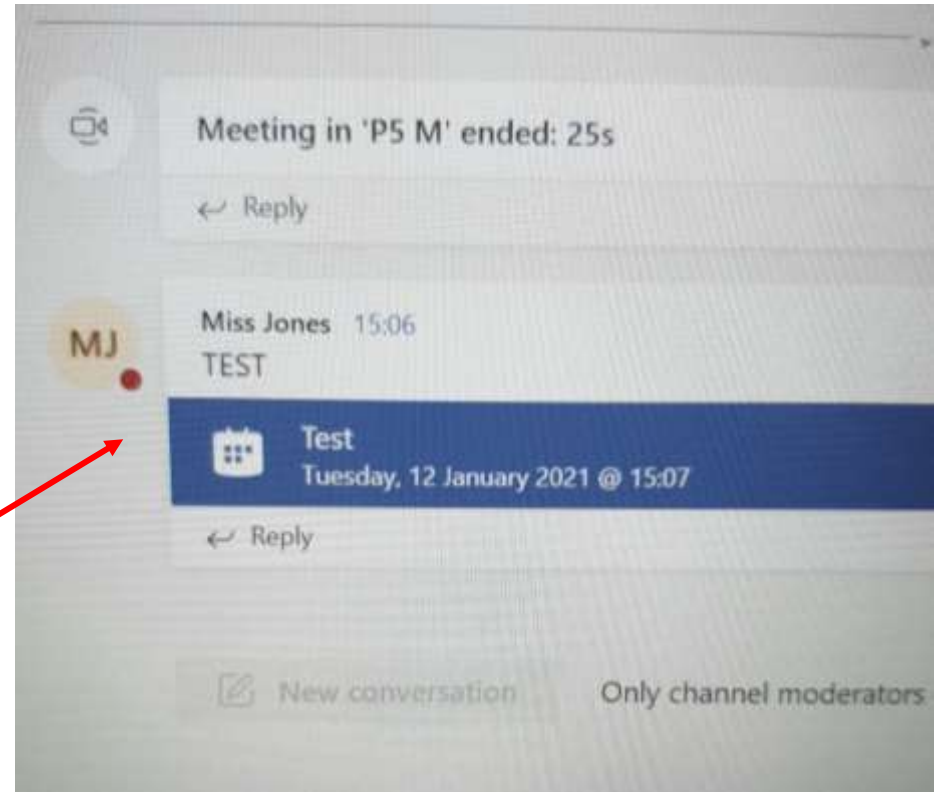 Meeting in 'P5 M' ended: 25s
Reply
MJ
Miss Jones 15:06
TEST
Test
Tuesday, 12 January 2021 @ 15:07
Reply
New conversation Only channel moderators